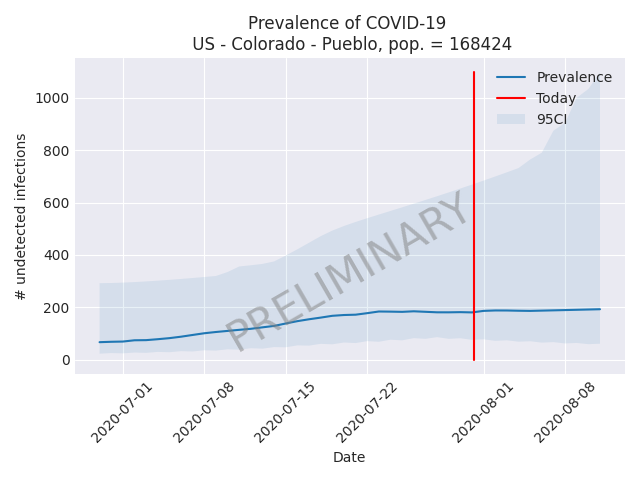 Prevalence of COVID-19
US - Colorado - Pueblo, pop. = 168424
Prevalence
Today
95CI
# undetected infections
1000
800
600
400
200
0
PRELIMINARY
2020-07-01
2020-07-08
2020-07-15
2020-07-22
2020-08-01
2020-08-08
Date